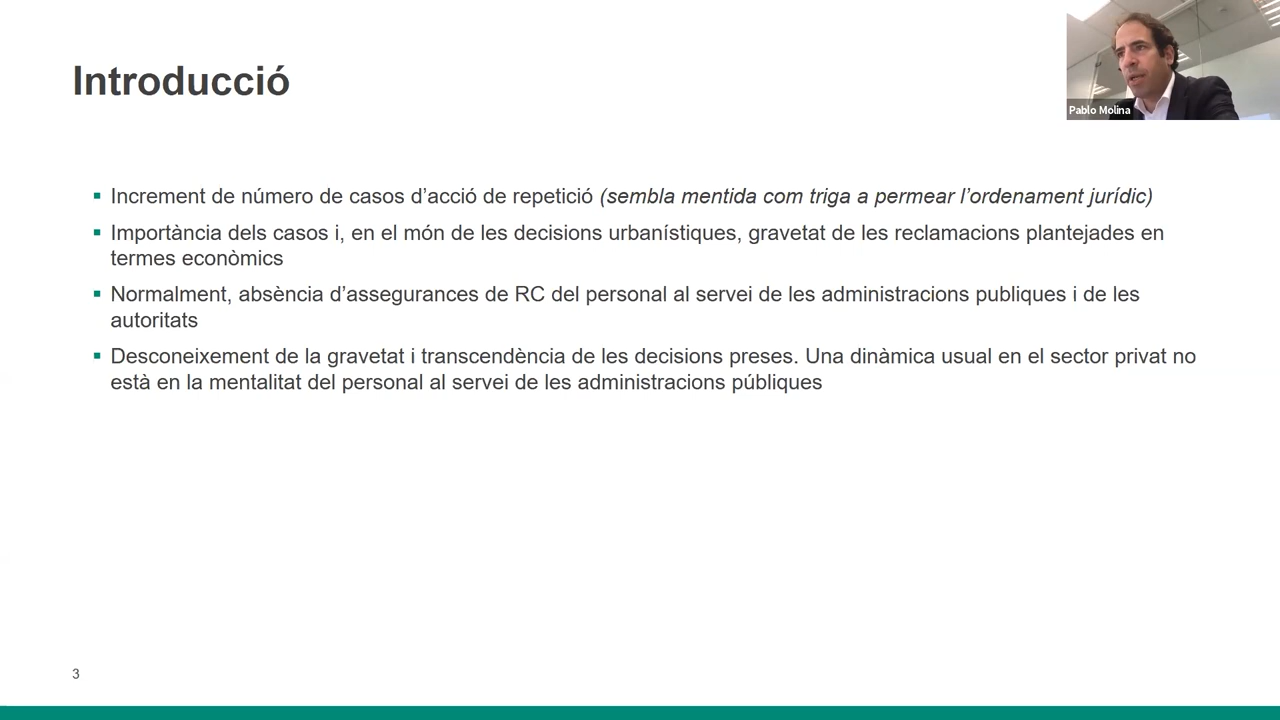 Introducció
Pablo Molina
▪ Increment de número de casos d’acció de repetició (sembla mentida com triga a permear l’ordenament jurídic)
▪ Importància dels casos i, en el món de les decisions urbanístiques, gravetat de les reclamacions plantejades en
termes econòmics
▪ Normalment, absència d’assegurances de RC del personal al servei de les administracions publiques i de les
autoritats
▪ Desconeixement de la gravetat i transcendència de les decisions preses. Una dinàmica usual en el sector privat no
està en la mentalitat del personal al servei de les administracions públiques
3